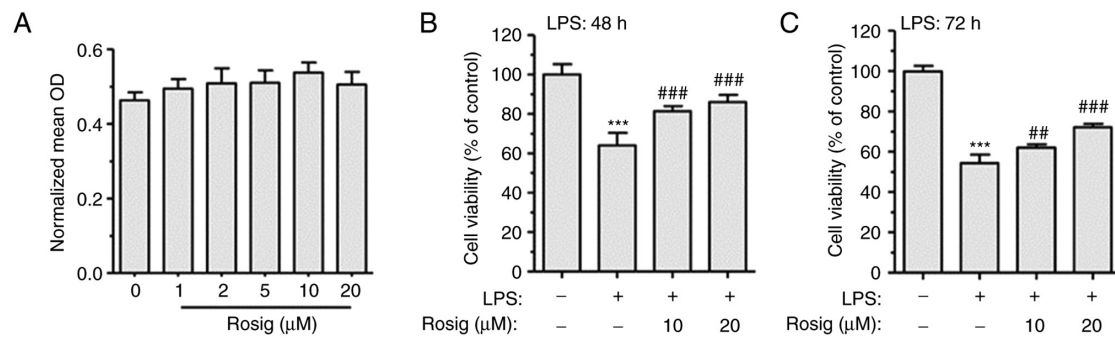 A
Normalized mean OD
0.6
0.4
0.2
0.0
0 1 2 5 10 20
Rosig (μM)
B
LPS: 48 h
Cell viability (% of control)
120
100
80
60
40
20
0
***
###
###
LPS: – + + +
Rosig (μM): – – 10 20
C
LPS: 72 h
Cell viability (% of control)
120
100
80
60
40
20
0
***
##
###
LPS: – + + +
Rosig (μM): – – 10 20